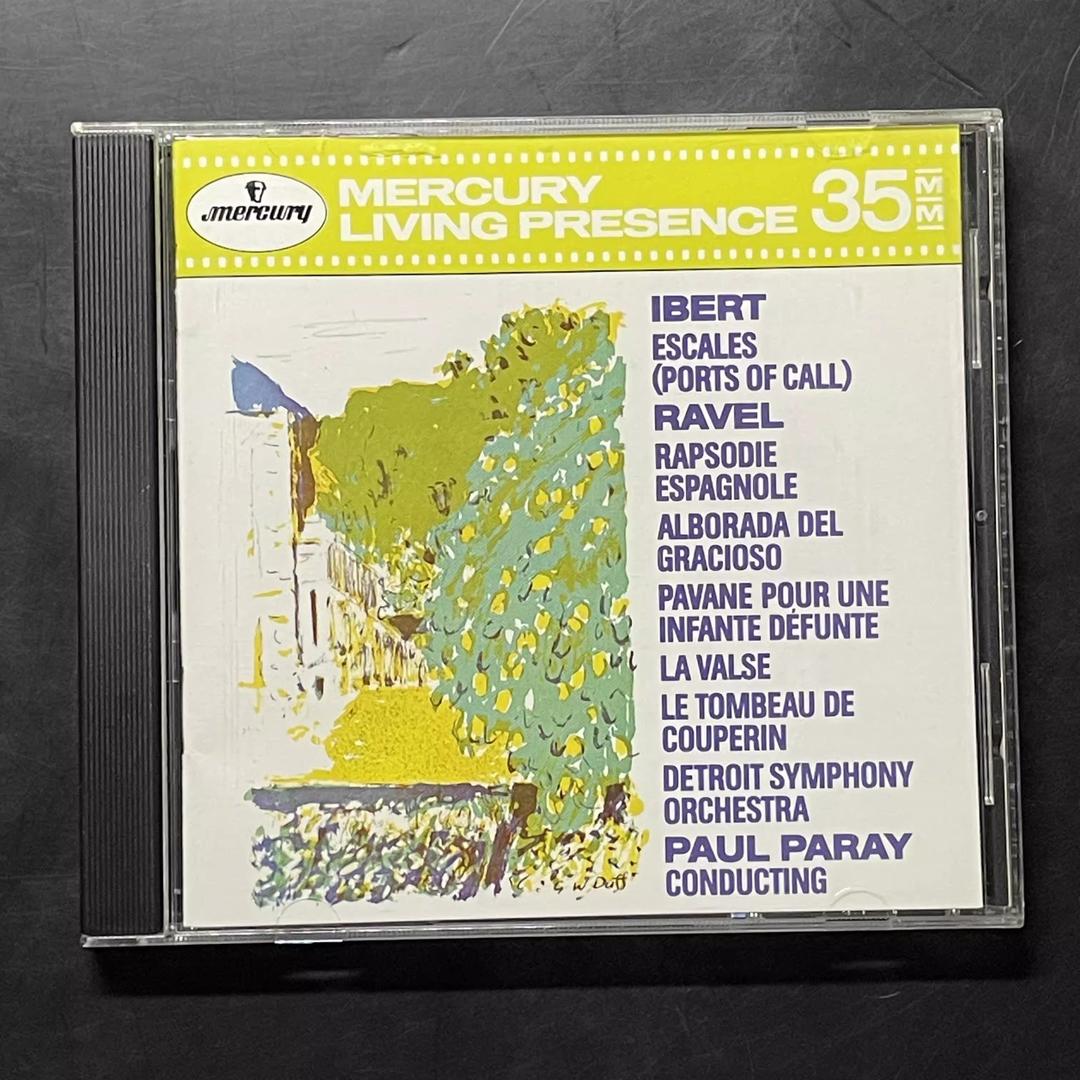 mercury
MERCURY
LIVING PRESENCE
35
MM
IBERT
ESCALES
(PORTS OF CALL)
RAVEL
RAPSODIE
ESPAGNOLE
ALBORADA DEL
GRACIOSO
PAVANE POUR UNE
INFANTE DÉFUNTE
LA VALSE
LE TOMBEAU DE
COUPERIN
DETROIT SYMPHONY
ORCHESTRA
PAUL PARAY
CONDUCTING